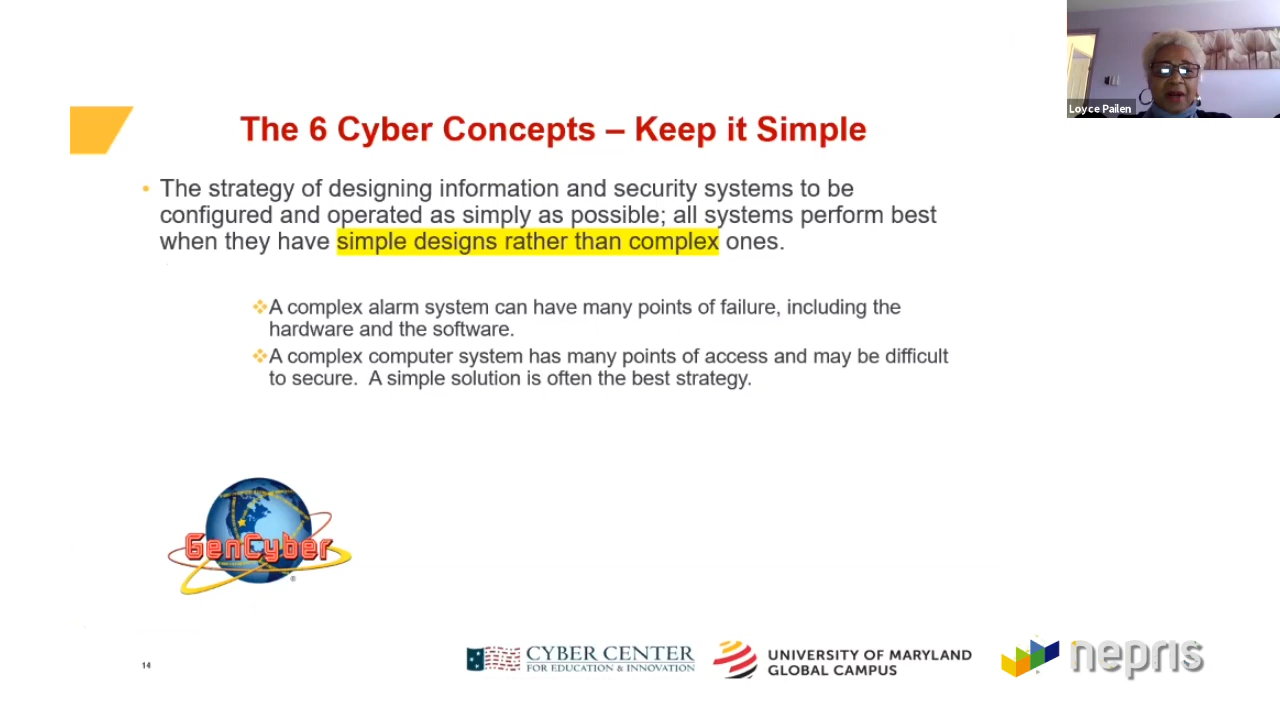 Loyce Pailen
The 6 Cyber Concepts – Keep it Simple
• The strategy of designing information and security systems to be
configured and operated as simply as possible; all systems perform best
when they have simple designs rather than complex ones.
❖A complex alarm system can have many points of failure, including the
hardware and the software.
❖A complex computer system has many points of access and may be difficult
to secure.  A simple solution is often the best strategy.
GenCyber
®
14
CYBER CENTER
FOR EDUCATION & INNOVATION
UNIVERSITY OF MARYLAND
GLOBAL CAMPUS
nepris